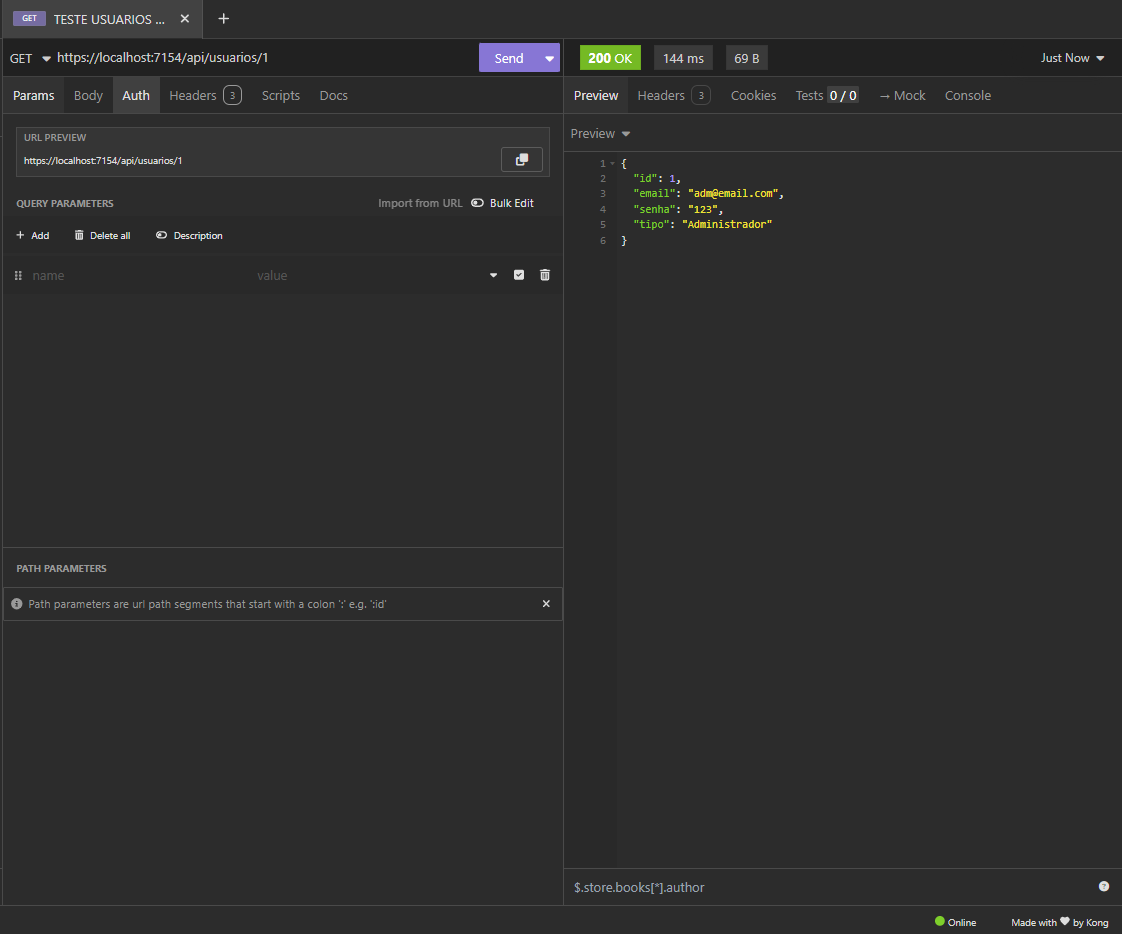 GET TESTE USUARIOS ...
GET https://localhost:7154/api/usuarios/1 Send
Params Body Auth Headers 3 Scripts Docs
URL PREVIEW
https://localhost:7154/api/usuarios/1
QUERY PARAMETERS Import from URL Bulk Edit
+ Add Delete all Description
name value
PATH PARAMETERS
Path parameters are url path segments that start with a colon ':' e.g. ':id'
200 OK 144 ms 69 B Just Now
Preview Headers 3 Cookies Tests 0 / 0 → Mock Console
Preview
1 {
2 "id": 1,
3 "email": "adm@email.com",
4 "senha": "123",
5 "tipo": "Administrador"
6 }
$.store.books[*].author
Online Made with ♥ by Kong